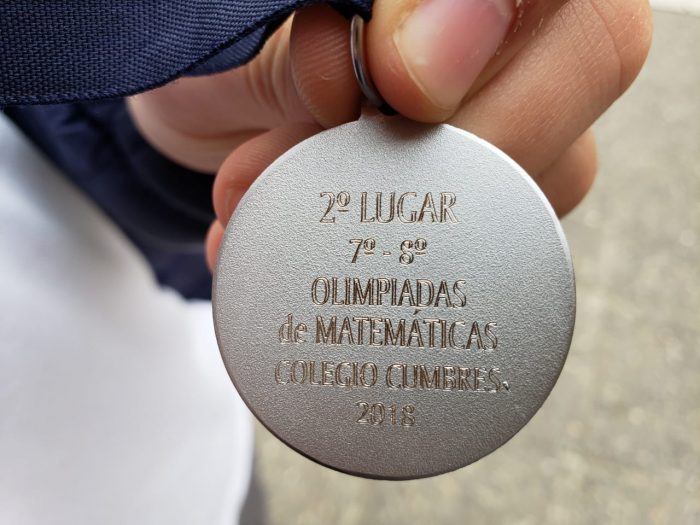 2º LUGAR
7º - 8º
OLIMPIADAS
de MATEMÁTICAS
COLEGIO CUMBRES.
2018